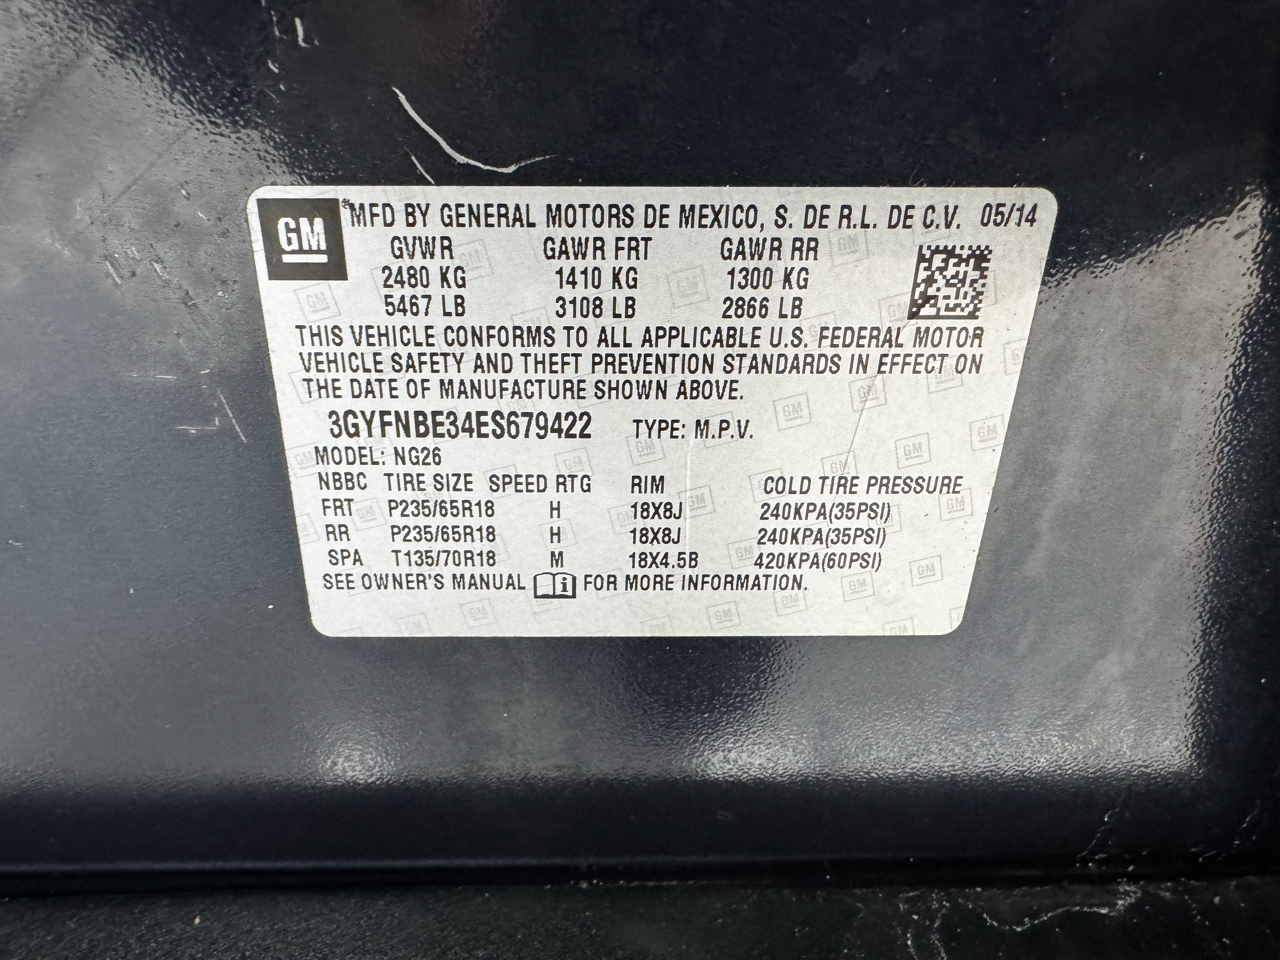 GM *MFD BY GENERAL MOTORS DE MEXICO, S. DE R.L. DE C.V. 05/14
GVWR GAWR FRT GAWR RR
2480 KG 1410 KG 1300 KG
5467 LB 3108 LB 2866 LB
THIS VEHICLE CONFORMS TO ALL APPLICABLE U.S. FEDERAL MOTOR
VEHICLE SAFETY AND THEFT PREVENTION STANDARDS IN EFFECT ON
THE DATE OF MANUFACTURE SHOWN ABOVE.
3GYFNBE34ES679422 TYPE: M.P.V.
MODEL: NG26
NBBC TIRE SIZE SPEED RTG RIM COLD TIRE PRESSURE
FRT P235/65R18 H 18X8J 240KPA(35PSI)
RR P235/65R18 H 18X8J 240KPA(35PSI)
SPA T135/70R18 M 18X4.5B 420KPA(60PSI)
SEE OWNER'S MANUAL i FOR MORE INFORMATION.